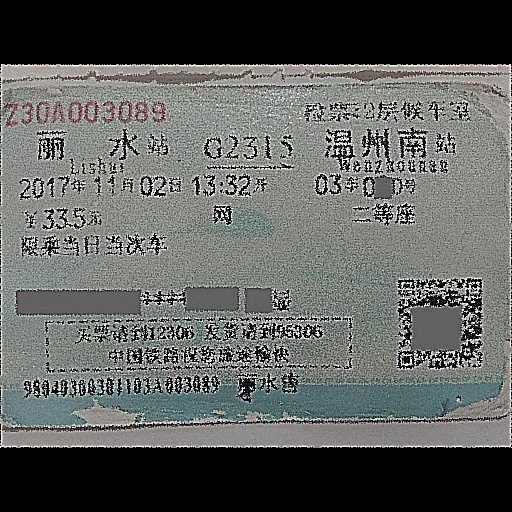 Z30A003089 检票:2层候车室
丽水站 G2315 温州南站
Lishui Wenzhounan
2017年11月02日 13:32开 03车0 0号
¥33.5元 网 二等座
限乘当日当次车
买票请到12306 发货请到95306
中国铁路祝您旅途愉快
98040300301103A003089 丽水售